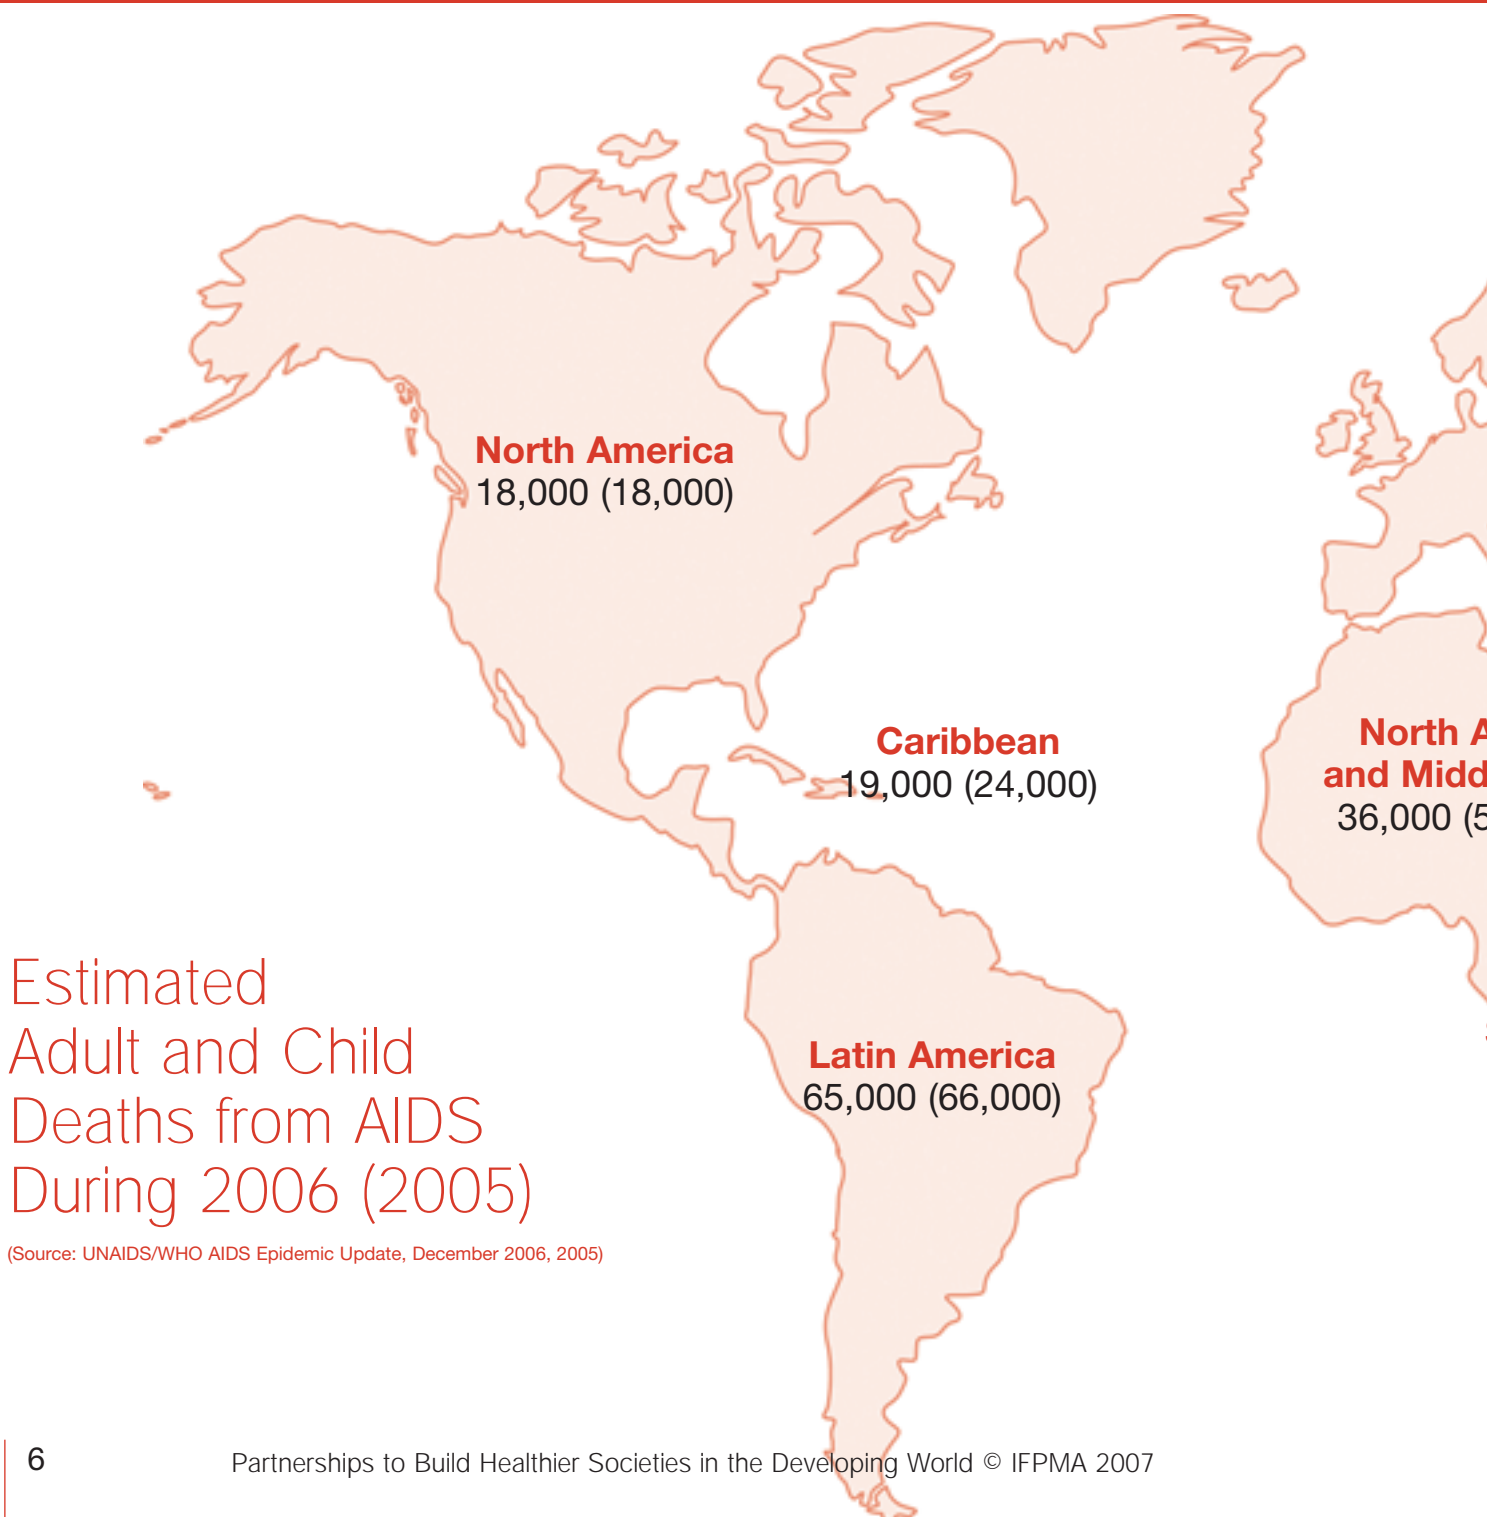 North America
18,000 (18,000)
Caribbean
19,000 (24,000)
North
and
36,000
Latin America
65,000 (66,000)
Estimated
Adult and Child
Deaths from AIDS
During 2006 (2005)
(Source: UNAIDS/WHO AIDS Epidemic Update, December 2006, 2005)
6
Partnerships to Build Healthier Societies in the Developing World © IFPMA 2007